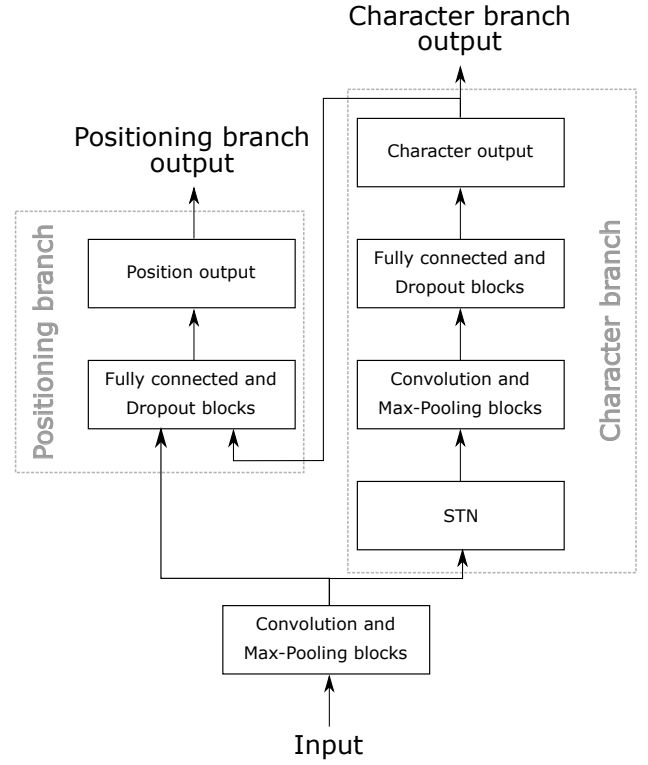 Character branch
output
Positioning branch
output
Character output
Position output
Fully connected and
Dropout blocks
Fully connected and
Dropout blocks
Convolution and
Max-Pooling blocks
STN
Positioning branch
Character branch
Convolution and
Max-Pooling blocks
Input